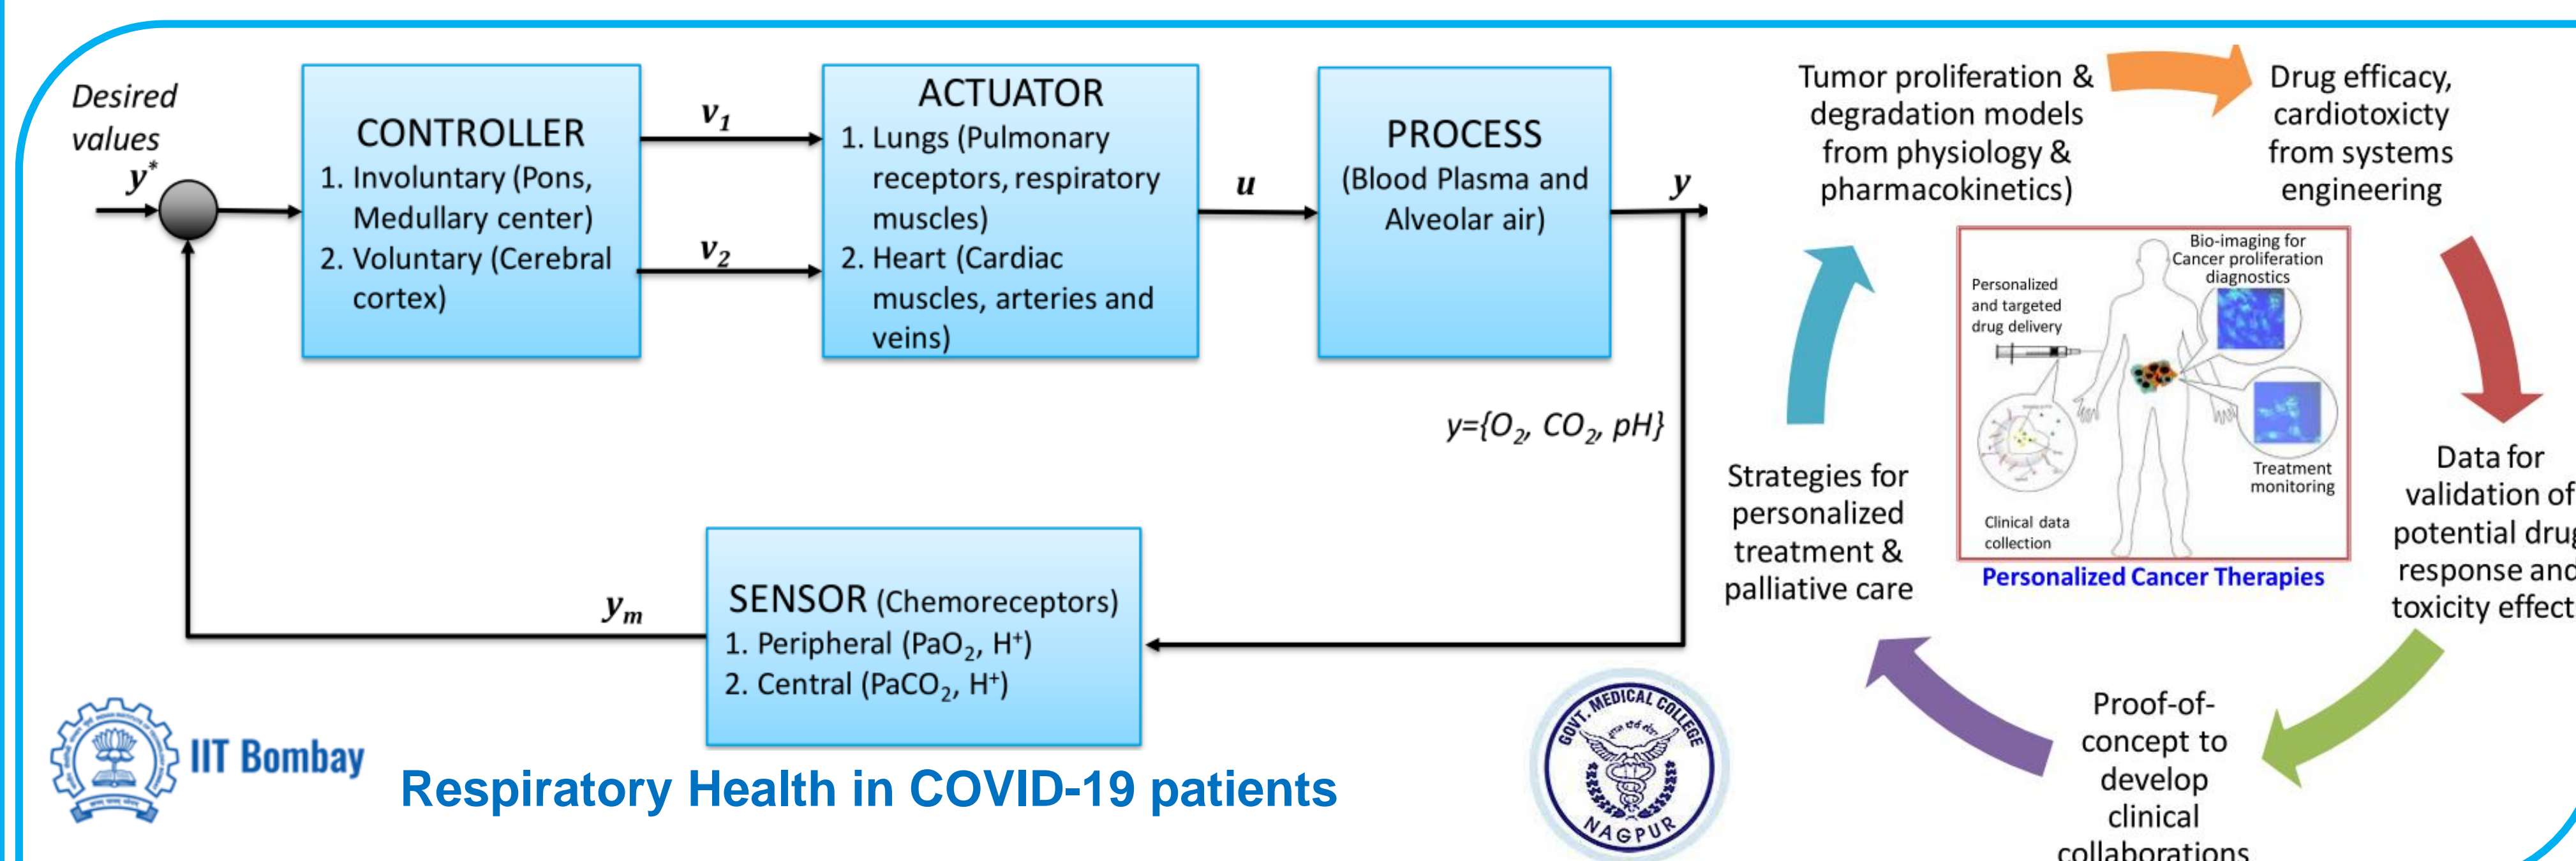 Desired
values
y*
CONTROLLER
1. Involuntary (Pons,
Medullary center)
2. Voluntary (Cerebral
cortex)
v₁
v₂
ACTUATOR
1. Lungs (Pulmonary
receptors, respiratory
muscles)
2. Heart (Cardiac
muscles, arteries and
veins)
u
PROCESS
(Blood Plasma and
Alveolar air)
y
y={O₂, CO₂, pH}
SENSOR (Chemoreceptors)
1. Peripheral (PaO₂, H⁺)
2. Central (PaCO₂, H⁺)
yₘ
IIT Bombay
Respiratory Health in COVID-19 patients
GOVT. MEDICAL COLLEGE
NAGPUR
Tumor proliferation &
degradation models
from physiology &
pharmacokinetics)
Drug efficacy,
cardiotoxicty
from systems
engineering
Data for
validation of
potential drug
response and
toxicity effect
Proof-of-
concept to
develop
clinical
collaborations
Strategies for
personalized
treatment &
palliative care
Bio-imaging for
Cancer proliferation
diagnostics
Personalized
and targeted
drug delivery
Treatment
monitoring
Clinical data
collection
Personalized Cancer Therapies